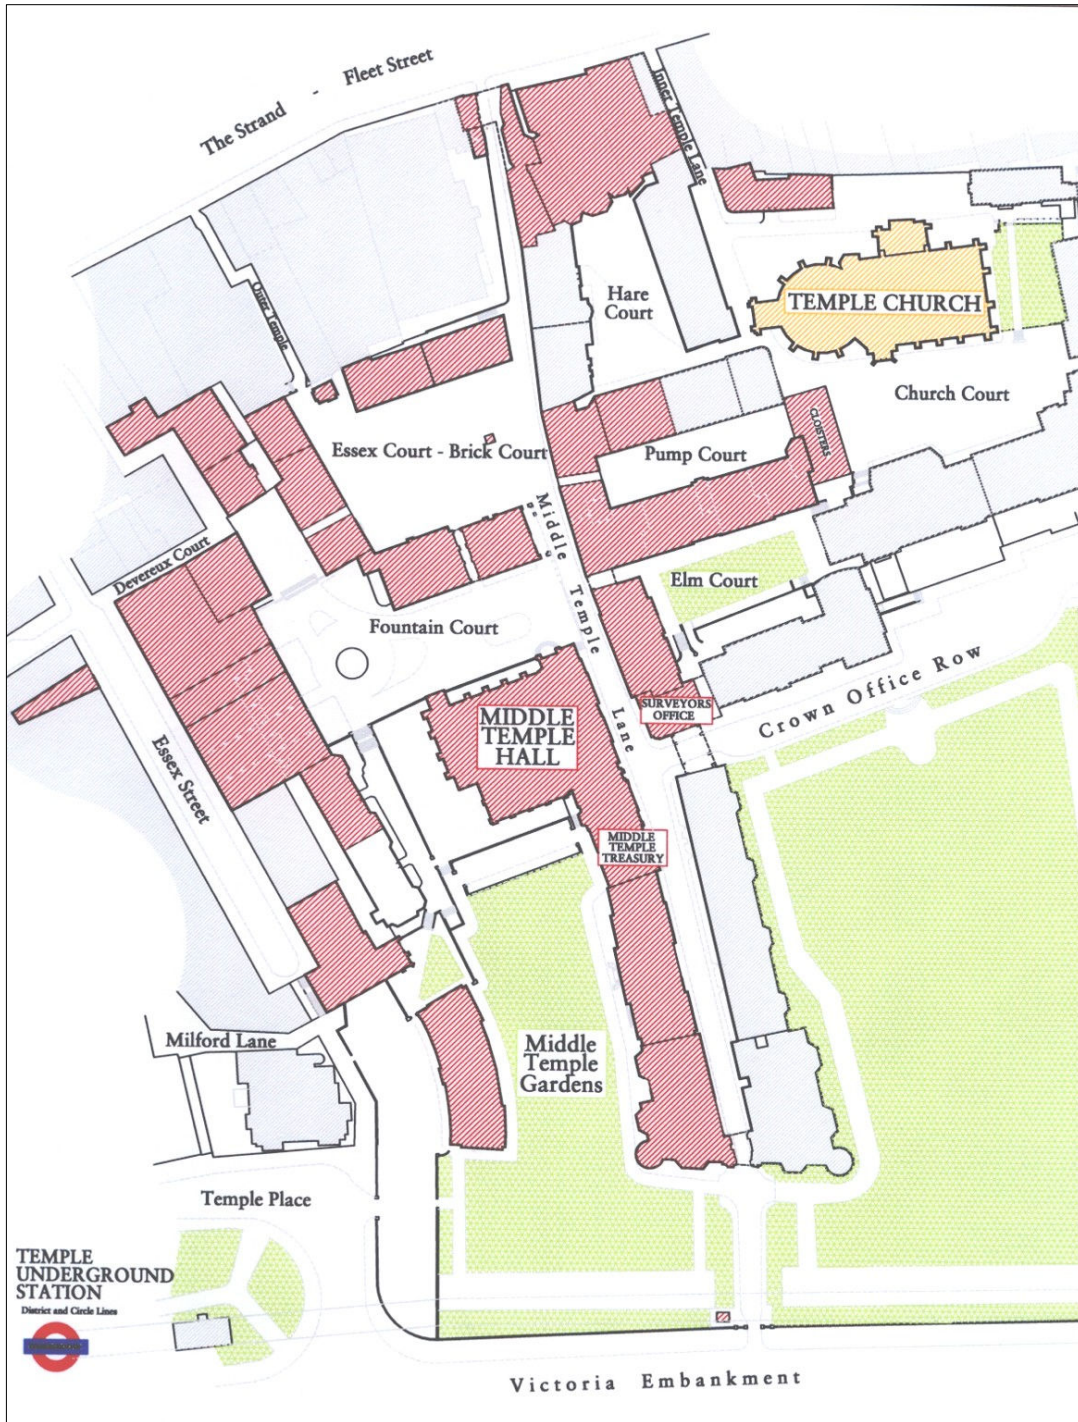 The Strand - Fleet Street
Inner Temple Lane
Outer Temple
Hare
Court
TEMPLE CHURCH
Church Court
CLOISTERS
Essex Court - Brick Court
Pump Court
Middle Temple Lane
Devereux Court
Elm Court
Fountain Court
Crown Office Row
SURVEYORS
OFFICE
MIDDLE
TEMPLE
HALL
Essex Street
MIDDLE
TEMPLE
TREASURY
Milford Lane
Middle
Temple
Gardens
Temple Place
TEMPLE
UNDERGROUND
STATION
District and Circle Lines
Victoria Embankment